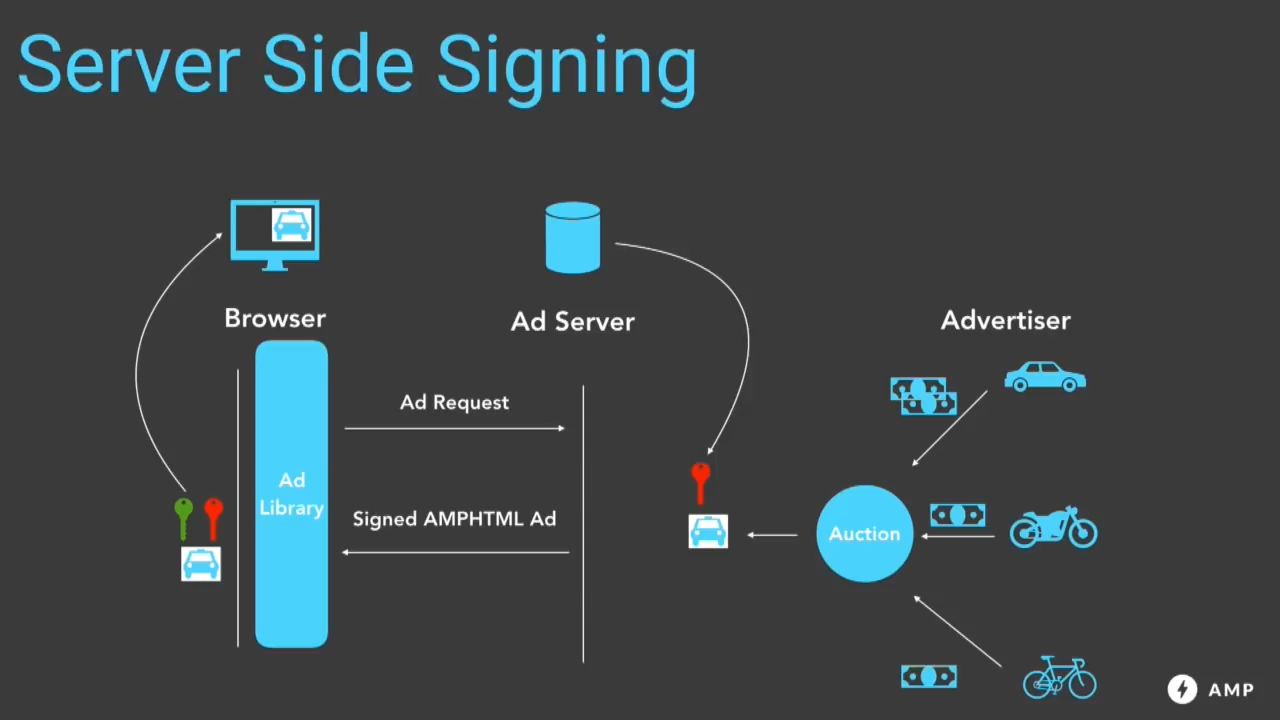 Server Side Signing
Browser
Ad Server
Advertiser
Ad Request
Ad
Library
Signed AMPHTML Ad
Auction
AMP